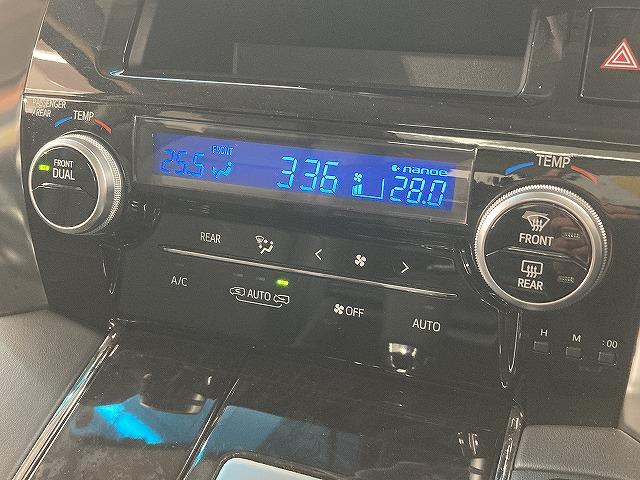 PASSENGER
/REAR
TEMP
TEMP
FRONT
DUAL
FRONT
25.5
336
nanoe
28.0
FRONT
REAR
REAR
A/C
AUTO
OFF
AUTO
H
M
:00